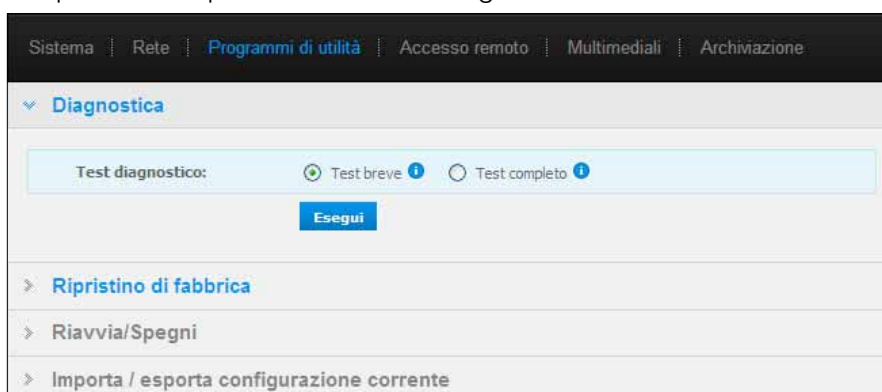 Sistema | Rete | Programmi di utilità | Accesso remoto | Multimediali | Archiviazione
Diagnostica
Test diagnostico: Test breve Test completo
Esegui
Ripristino di fabbrica
Riavvia/Spegni
Importa / esporta configurazione corrente